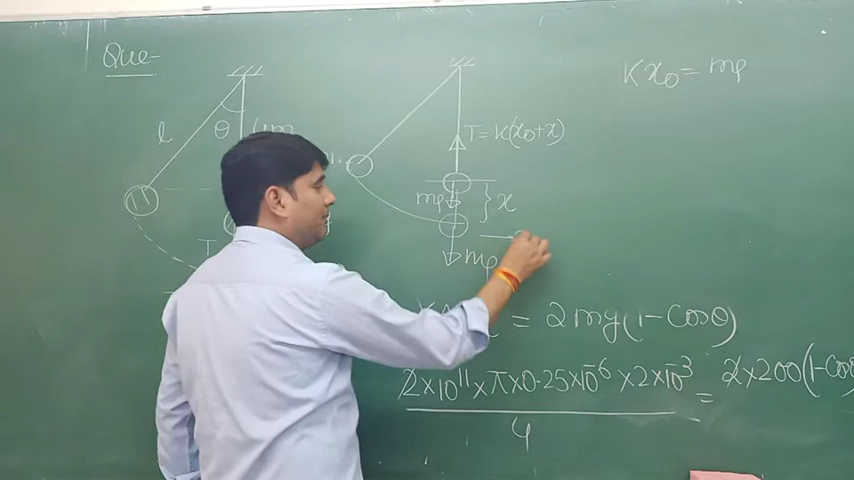 Que-
Kx₀ = mg
θ
l
T = K(x₀+x)
mg
} x
T
mg
= 2mg(1-Cosθ)
2×10¹¹×π×0.25×10⁻⁶×2×10⁻³ = 2×200(1-Cosθ
4